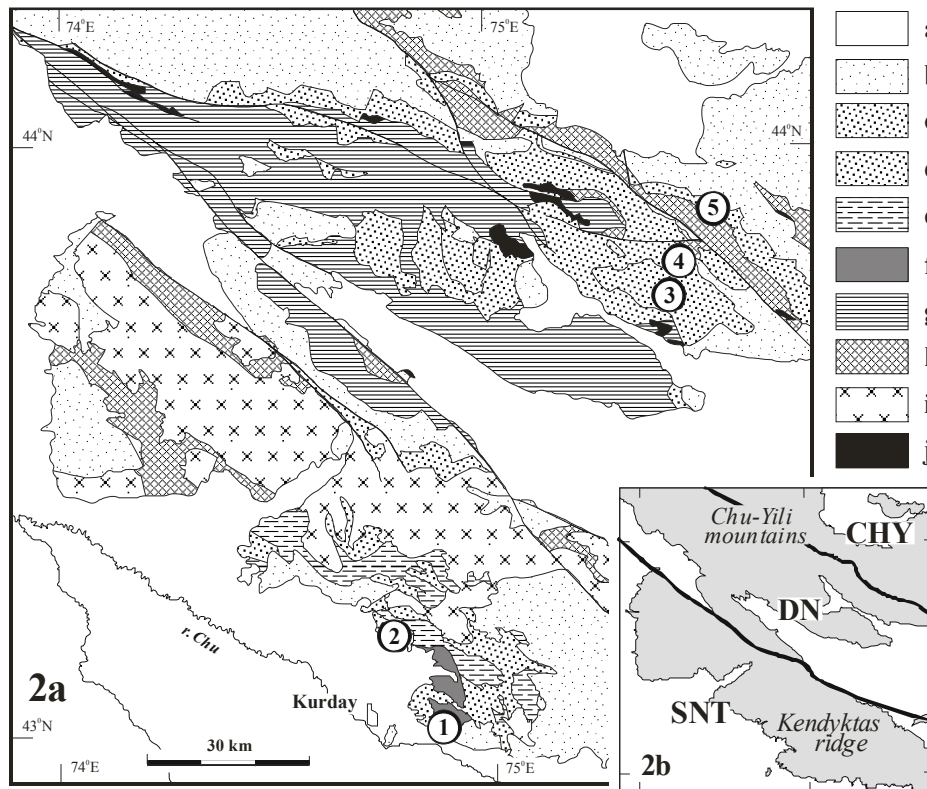 74°E
75°E
44°N
44°N
5
4
3
2
1
r. Chu
Kurday
2a
43°N
30 km
74°E
75°E
a
b
g
i
j
Chu-Yili
mountains
CHY
DN
SNT
Kendyktas
ridge
2b